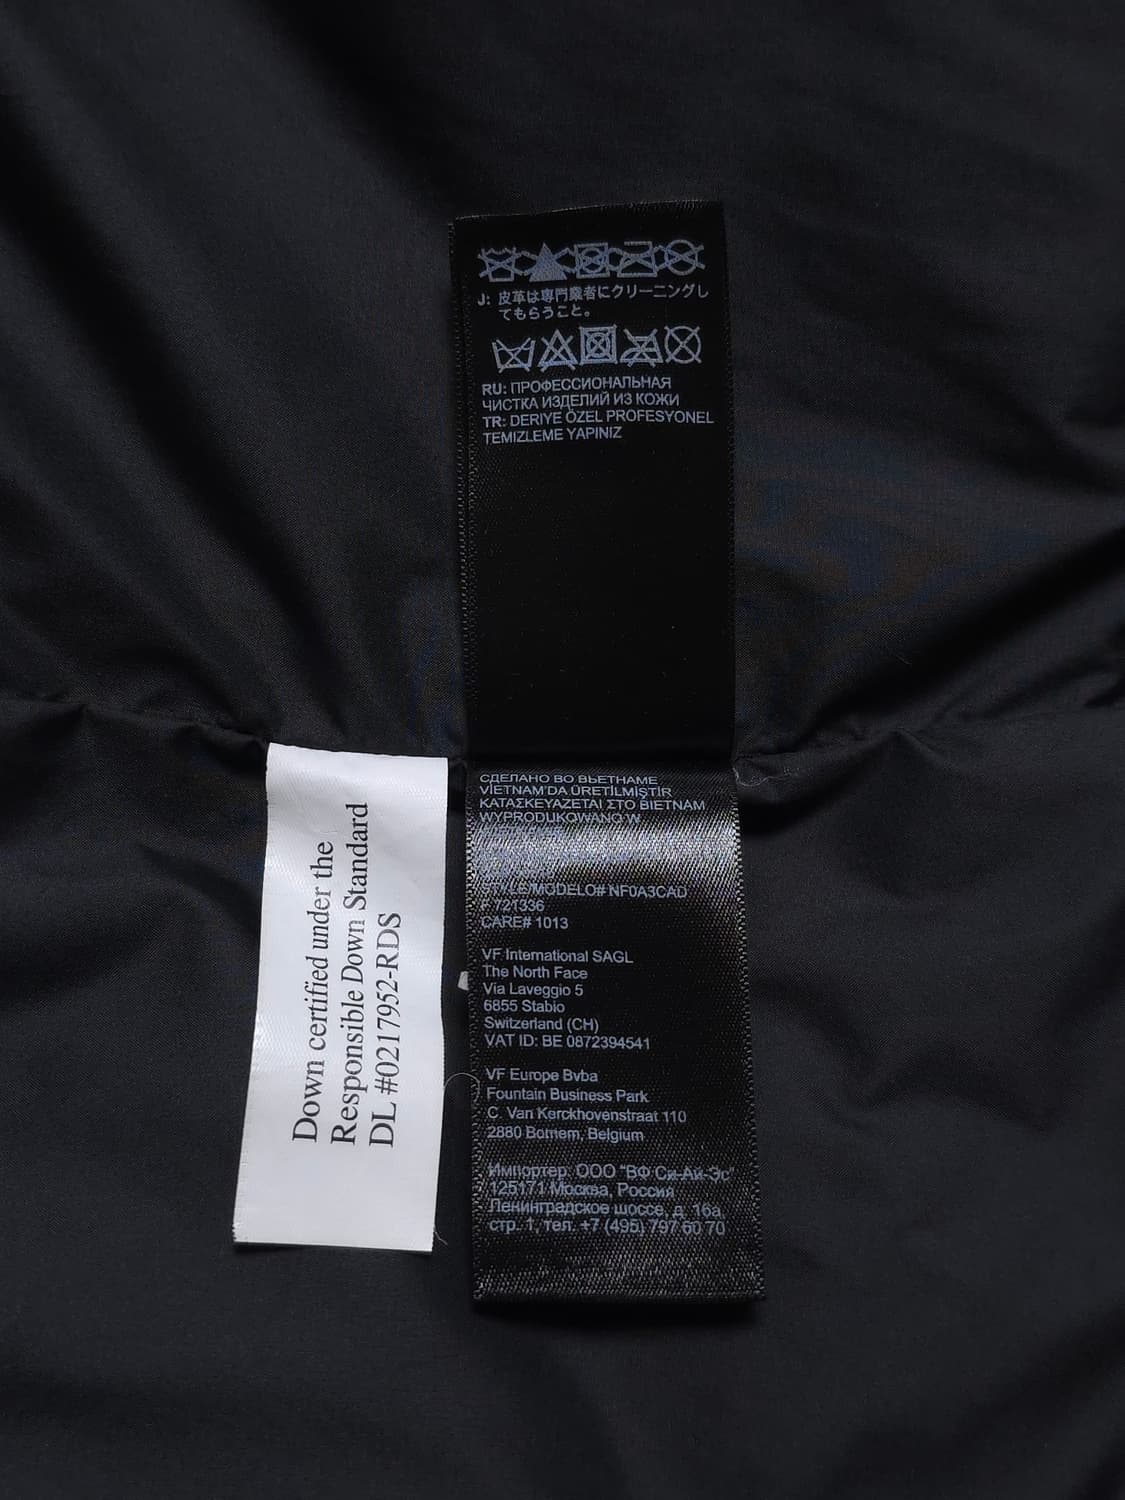 J: 皮革は専門業者にクリーニングし
てもらうこと。
RU: ПРОФЕССИОНАЛЬНАЯ
ЧИСТКА ИЗДЕЛИЙ ИЗ КОЖИ
TR: DERIYE ÖZEL PROFESYONEL
TEMIZLEME YAPINIZ
СДЕЛАНО ВО ВЬЕТНАМЕ
VİETNAM'DA ÜRETİLMİŞTİR
ΚΑΤΑΣΚΕΥΑΖΕΤΑΙ ΣΤΟ ΒΙΕΤΝΑΜ
WYPRODUKOWANO W
STYLE/MODELO# NF0A3CAD
# 721336
CARE# 1013
VF International SAGL
The North Face
Via Laveggio 5
6855 Stabio
Switzerland (CH)
VAT ID: BE 0872394541
VF Europe Bvba
Fountain Business Park
C. Van Kerckhovenstraat 110
2880 Bornem, Belgium
Импортер: ООО "ВФ Си-Ай-Эс"
125171 Москва, Россия
Ленинградское шоссе, д. 16а,
стр. 1, тел. +7 (495) 797 60 70
Down certified under the
Responsible Down Standard
DL #0217952-RDS